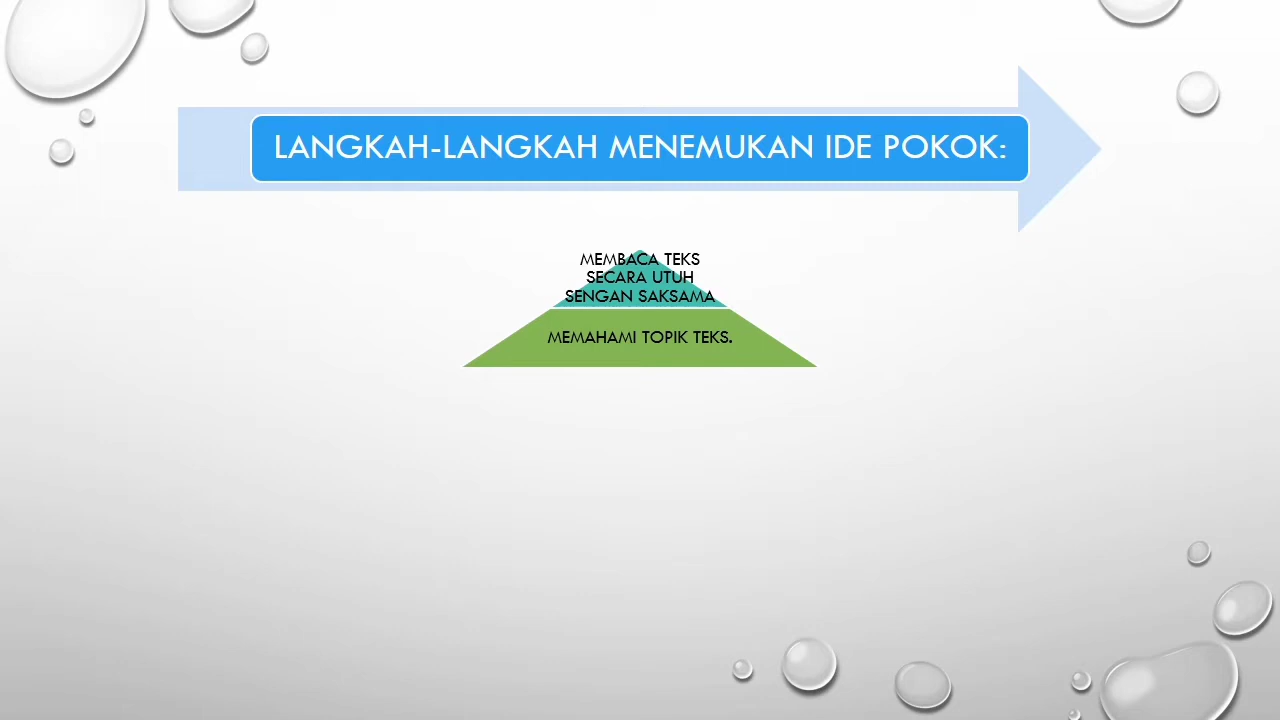 LANGKAH-LANGKAH MENEMUKAN IDE POKOK:
MEMBACA TEKS
SECARA UTUH
SENGAN SAKSAMA
MEMAHAMI TOPIK TEKS.